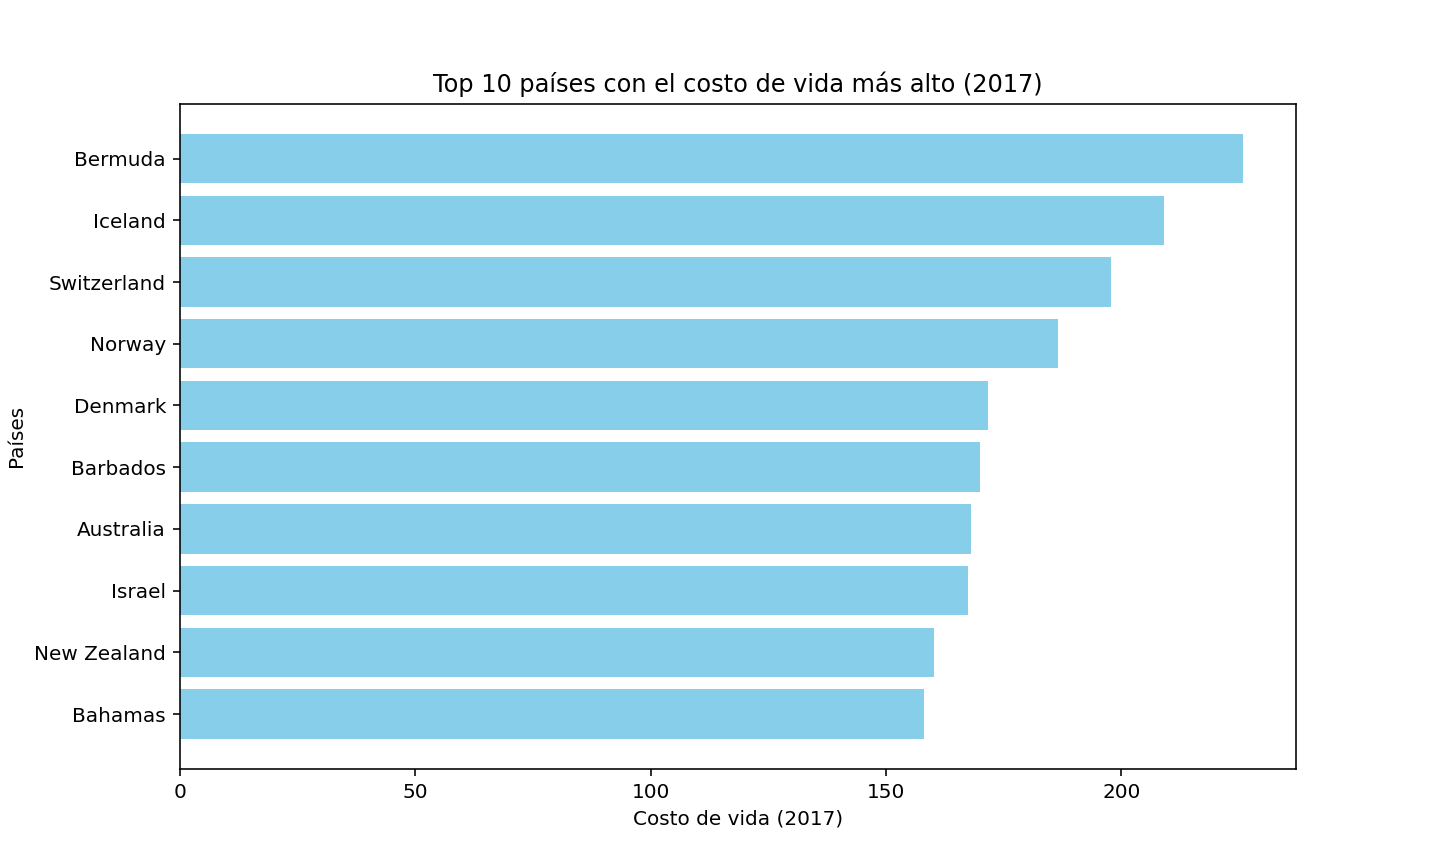 Top 10 países con el costo de vida más alto (2017)
Bermuda
Iceland
Switzerland
Norway
Denmark
Barbados
Australia
Israel
New Zealand
Bahamas
Países
0 50 100 150 200
Costo de vida (2017)